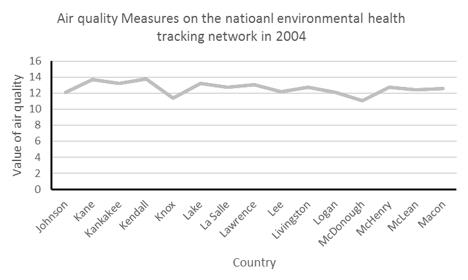 Air quality Measures on the natioanl environmental health
tracking network in 2004
Value of air quality
16
14
12
10
8
6
4
2
0
Johnson
Kane
Kankakee
Kendall
Knox
Lake
La Salle
Lawrence
Lee
Livingston
Logan
McDonough
McHenry
McLean
Macon
Country